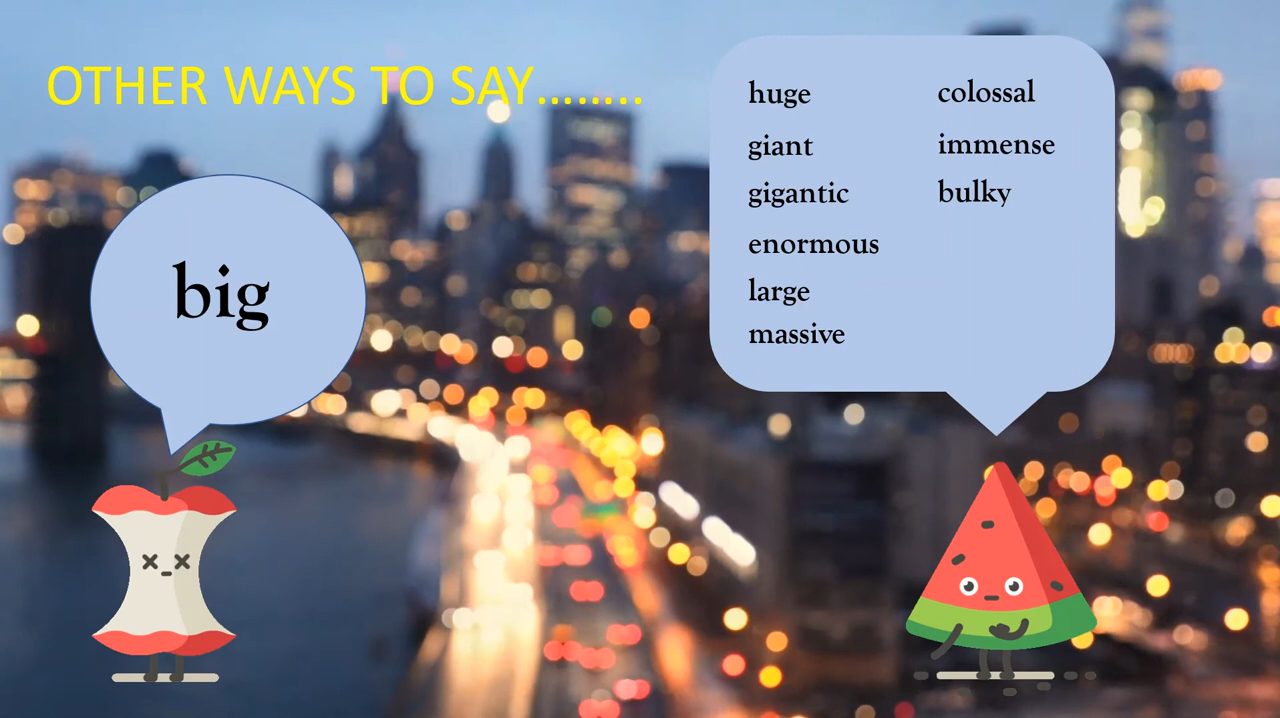 OTHER WAYS TO SAY........
big
huge
giant
gigantic
enormous
large
massive
colossal
immense
bulky